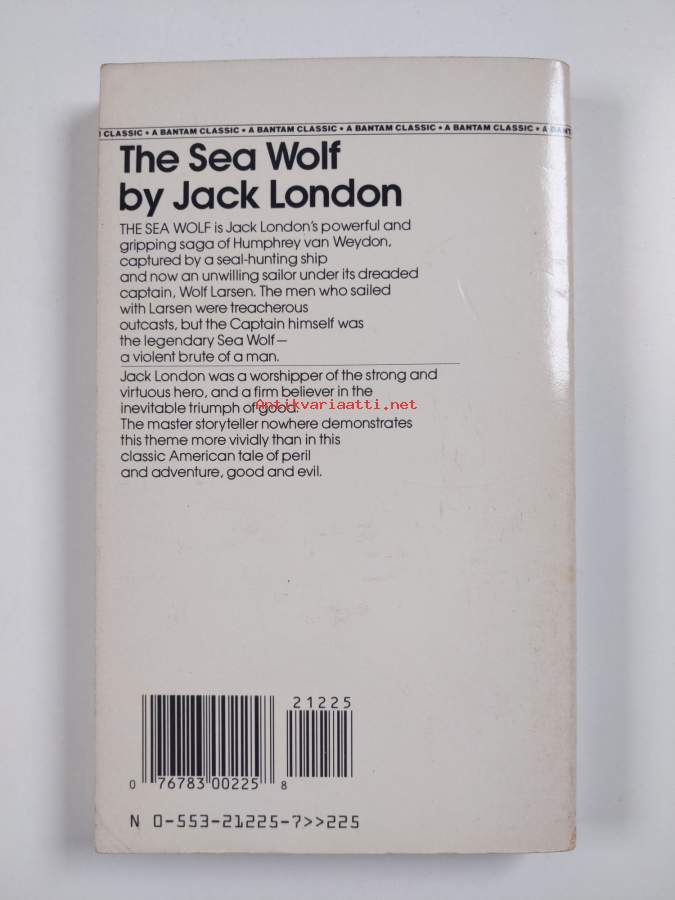 CLASSIC • A BANTAM CLASSIC • A BANTAM CLASSIC • A BANTAM CLASSIC • A BANTAM CLASSIC • A BANT
The Sea Wolf
by Jack London
THE SEA WOLF is Jack London's powerful and
gripping saga of Humphrey van Weydon,
captured by a seal-hunting ship
and now an unwilling sailor under its dreaded
captain, Wolf Larsen. The men who sailed
with Larsen were treacherous
outcasts, but the Captain himself was
the legendary Sea Wolf—
a violent brute of a man.
Jack London was a worshipper of the strong and
virtuous hero, and a firm believer in the
Antikvariaatti.net
inevitable triumph of good.
The master storyteller nowhere demonstrates
this theme more vividly than in this
classic American tale of peril
and adventure, good and evil.
21225
0 76783 00225 8
N 0-553-21225-7>>225